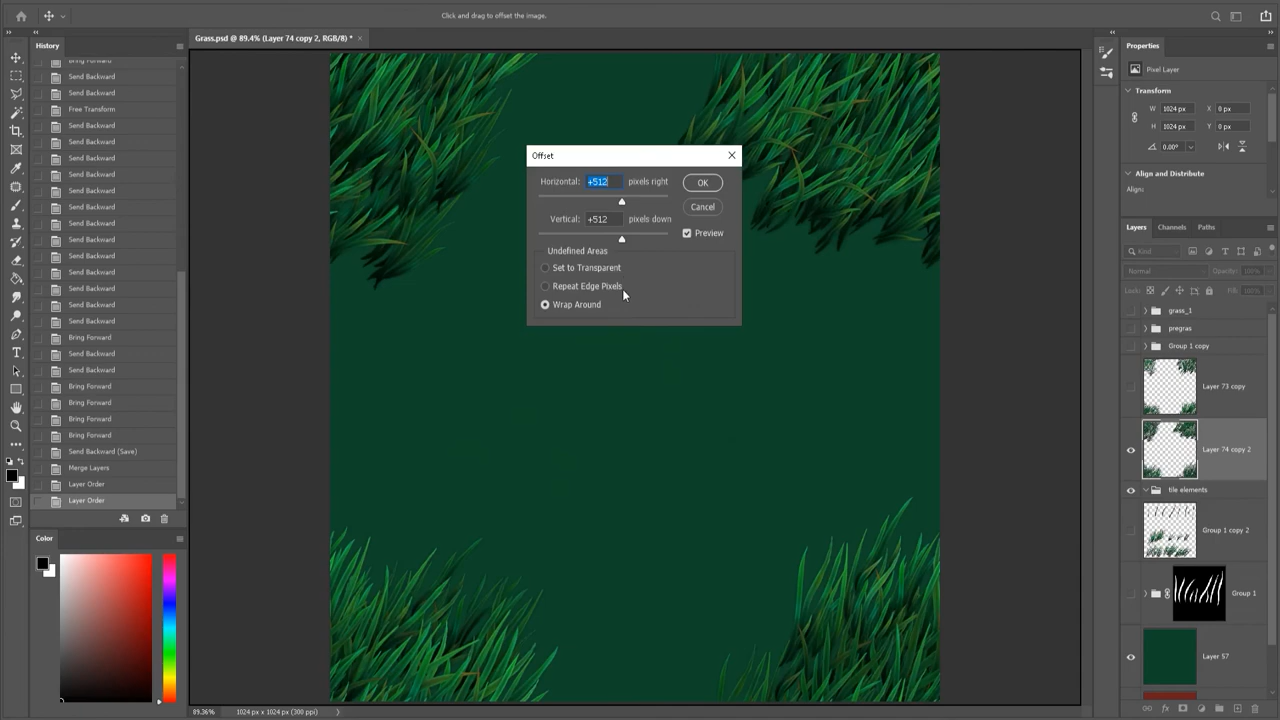 Click and drag to offset the image.
Grass.psd @ 89.4% (Layer 74 copy 2, RGB/8) *
History
Bring Forward
Send Backward
Send Backward
Free Transform
Send Backward
Send Backward
Send Backward
Send Backward
Send Backward
Send Backward
Send Backward
Send Backward
Send Backward
Send Backward
Send Backward
Send Backward
Bring Forward
Send Backward
Send Backward
Bring Forward
Bring Forward
Bring Forward
Bring Forward
Send Backward (Save)
Merge Layers
Layer Order
Layer Order
Color
Offset
Horizontal: +512 pixels right
OK
Vertical: +512 pixels down
Cancel
Preview
Undefined Areas
Set to Transparent
Repeat Edge Pixels
Wrap Around
Properties
Pixel Layer
Transform
W 1024 px X 0 px
H 1024 px Y 0 px
0.00°
Align and Distribute
Align:
Layers Channels Paths
Kind
Normal Opacity: 100%
Lock: Fill: 100%
grass_1
pregras
Group 1 copy
Layer 73 copy
Layer 74 copy 2
tile elements
Group 1 copy 2
Group 1
Layer 57
89.36% 1024 px x 1024 px (300 ppi)